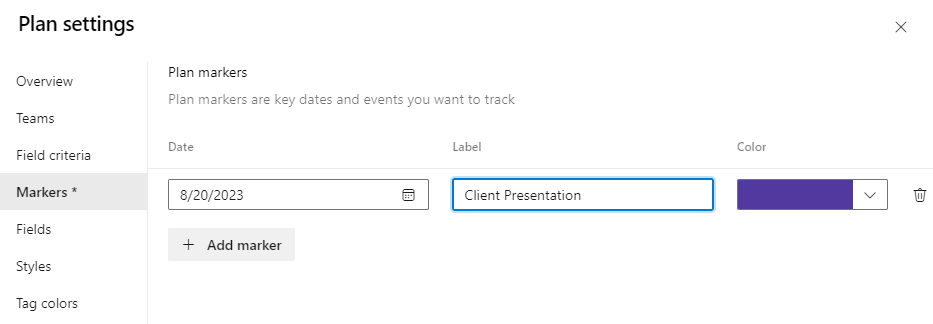 Plan settings
Overview
Teams
Field criteria
Markers *
Fields
Styles
Tag colors
Plan markers
Plan markers are key dates and events you want to track
Date Label Color
8/20/2023 Client Presentation
+ Add marker